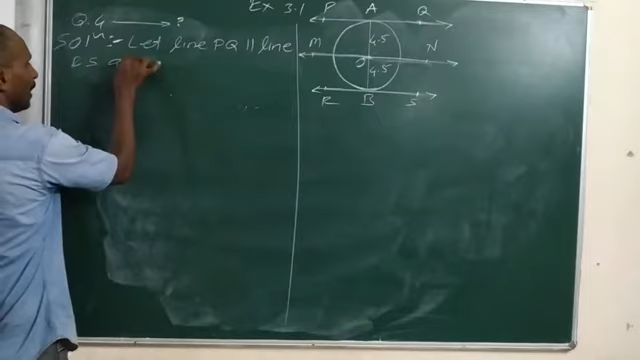 Ex 3.1
Q.4 ⟶ ?
Solⁿ :- Let line PQ || line
RS a
P A Q
4.5
M N
O
4.5
R B S